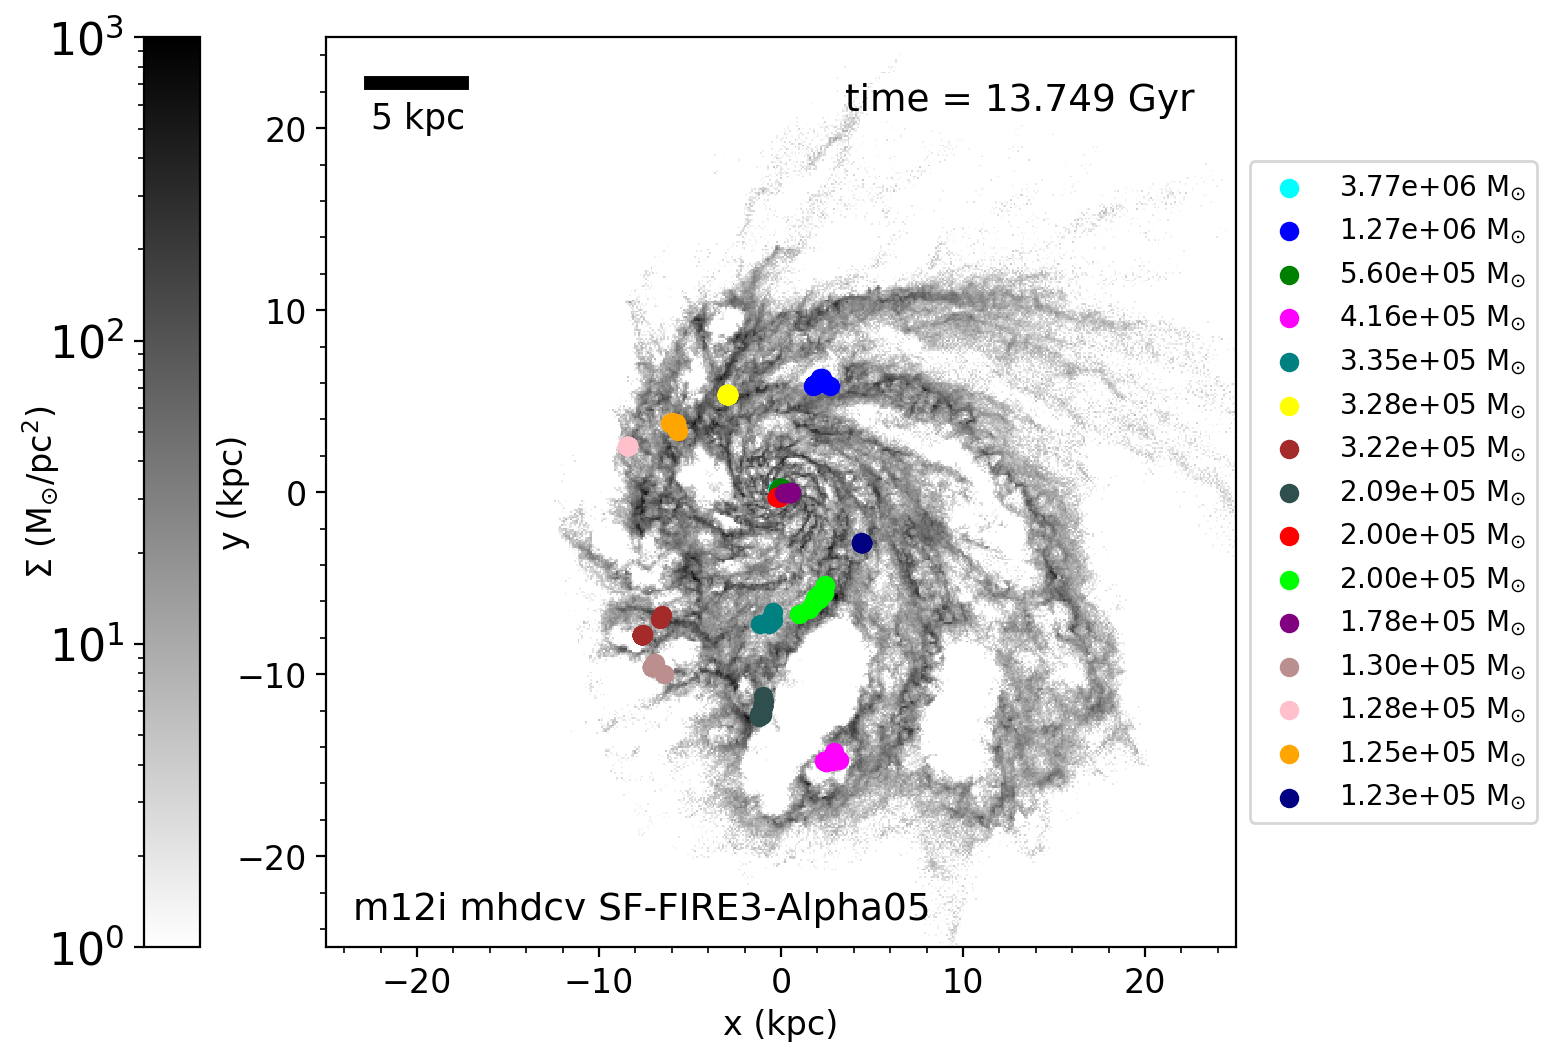 10³
10²
10¹
10⁰
Σ (M⊙/pc²)
y (kpc)
20
10
0
−10
−20
5 kpc
time = 13.749 Gyr
m12i mhdcv SF-FIRE3-Alpha05
−20
−10
0
10
20
x (kpc)
3.77e+06 M⊙
1.27e+06 M⊙
5.60e+05 M⊙
4.16e+05 M⊙
3.35e+05 M⊙
3.28e+05 M⊙
3.22e+05 M⊙
2.09e+05 M⊙
2.00e+05 M⊙
2.00e+05 M⊙
1.78e+05 M⊙
1.30e+05 M⊙
1.28e+05 M⊙
1.25e+05 M⊙
1.23e+05 M⊙